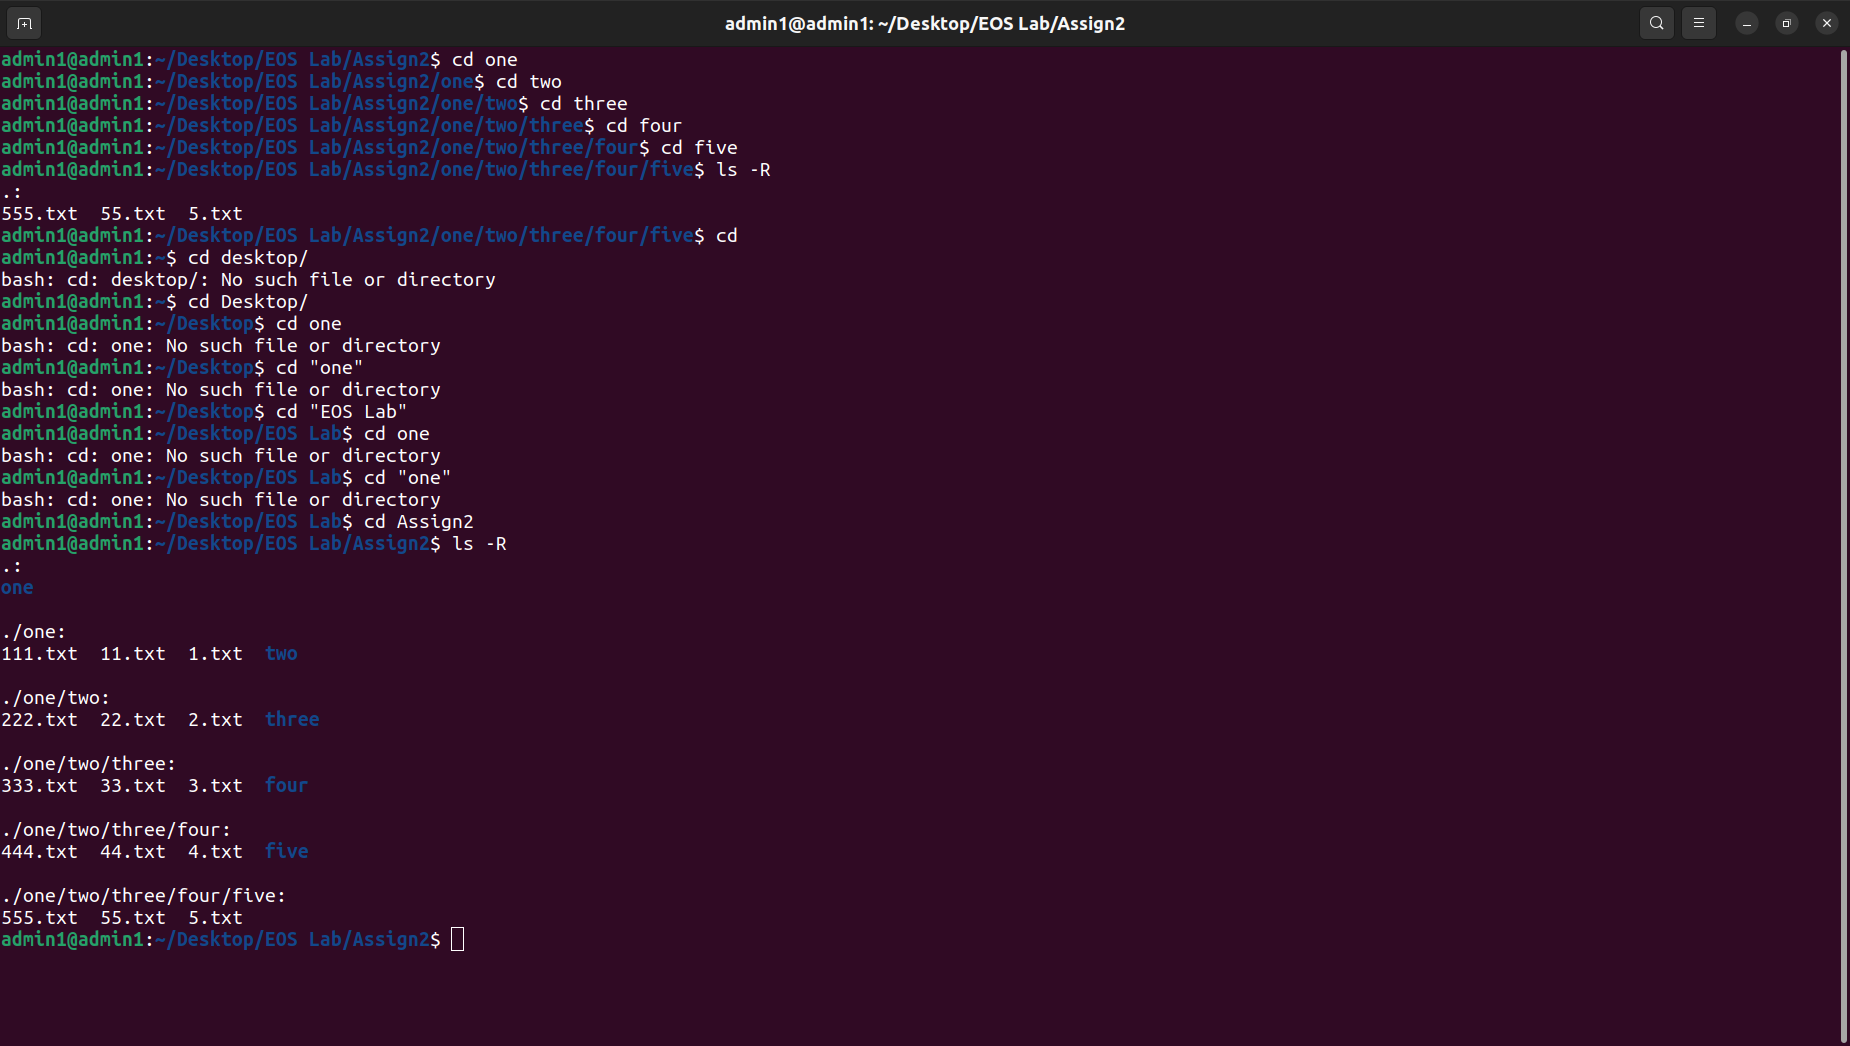 admin1@admin1: ~/Desktop/EOS Lab/Assign2
admin1@admin1:~/Desktop/EOS Lab/Assign2$ cd one
admin1@admin1:~/Desktop/EOS Lab/Assign2/one$ cd two
admin1@admin1:~/Desktop/EOS Lab/Assign2/one/two$ cd three
admin1@admin1:~/Desktop/EOS Lab/Assign2/one/two/three$ cd four
admin1@admin1:~/Desktop/EOS Lab/Assign2/one/two/three/four$ cd five
admin1@admin1:~/Desktop/EOS Lab/Assign2/one/two/three/four/five$ ls -R
.:
555.txt  55.txt  5.txt
admin1@admin1:~/Desktop/EOS Lab/Assign2/one/two/three/four/five$ cd
admin1@admin1:~$ cd desktop/
bash: cd: desktop/: No such file or directory
admin1@admin1:~$ cd Desktop/
admin1@admin1:~/Desktop$ cd one
bash: cd: one: No such file or directory
admin1@admin1:~/Desktop$ cd "one"
bash: cd: one: No such file or directory
admin1@admin1:~/Desktop$ cd "EOS Lab"
admin1@admin1:~/Desktop/EOS Lab$ cd one
bash: cd: one: No such file or directory
admin1@admin1:~/Desktop/EOS Lab$ cd "one"
bash: cd: one: No such file or directory
admin1@admin1:~/Desktop/EOS Lab$ cd Assign2
admin1@admin1:~/Desktop/EOS Lab/Assign2$ ls -R
.:
one

./one:
111.txt  11.txt  1.txt  two

./one/two:
222.txt  22.txt  2.txt  three

./one/two/three:
333.txt  33.txt  3.txt  four

./one/two/three/four:
444.txt  44.txt  4.txt  five

./one/two/three/four/five:
555.txt  55.txt  5.txt
admin1@admin1:~/Desktop/EOS Lab/Assign2$